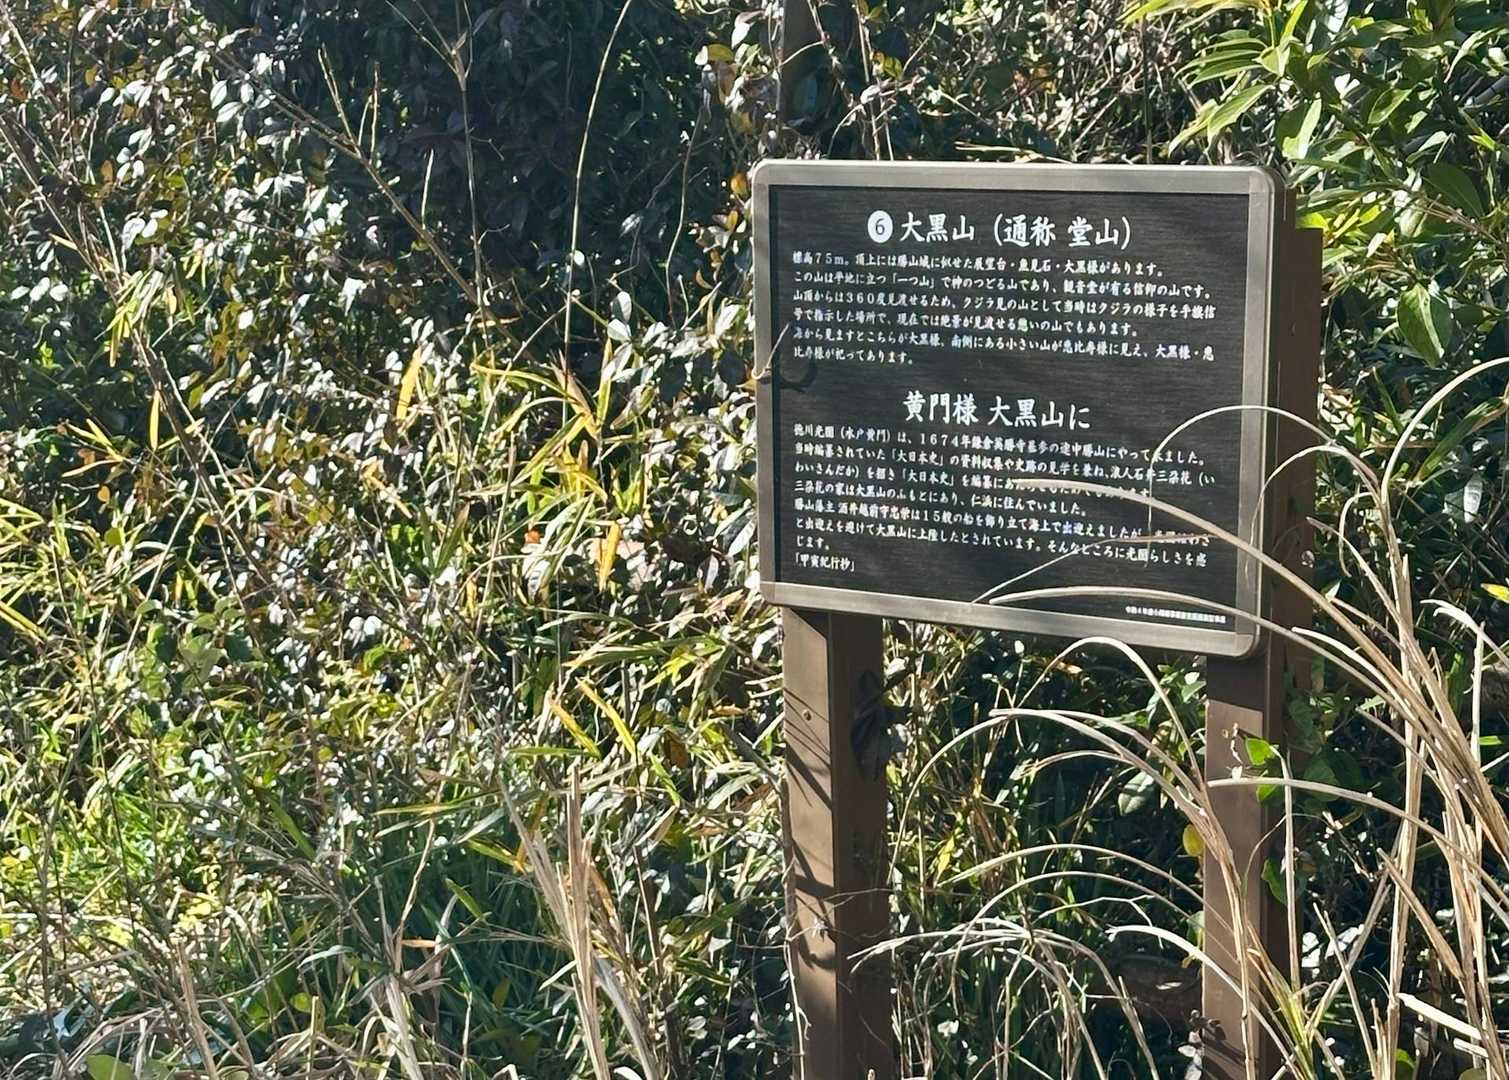 6 大黒山（通称 堂山）
標高７５ｍ。頂上には勝山城に似せた展望台・魚見石・大黒様があります。
この山は平地に立つ「一つ山」で神のつどる山であり、観音堂が有る信仰の山です。
山頂からは３６０度見渡せるため、クジラ見の山として当時はクジラの様子を手旗信
号で指示した場所で、現在では絶景が見渡せる憩いの山でもあります。
から見ますとこちらが大黒様、南側にある小さい山が恵比寿様に見え、大黒様・恵
比寿様が祀ってあります。
黄門様 大黒山に
徳川光圀（水戸黄門）は、１６７４年鎌倉英勝寺墓参の途中勝山にやって来ました。
当時編纂されていた「大日本史」の資料収集や史跡の見学を兼ね、浪人石井三朶花（い
わいさんだか）を招き「大日本史」を編纂にあ
三朶花の家は大黒山のふもとにあり、仁浜に住んでいました。
勝山藩主 酒井越前守忠栄は１５艘の船を飾り立て海上で出迎えましたが
と出迎えを避けて大黒山に上陸したとされています。そんなところに光圀らしさを感
じます。
「甲寅紀行抄」